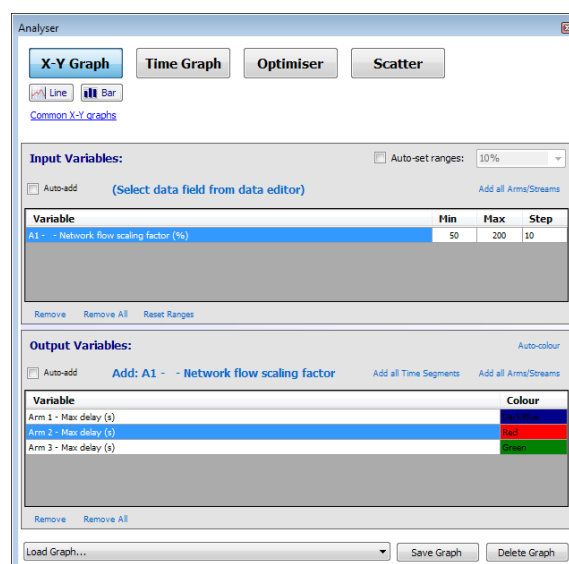 Analyser
X-Y Graph Time Graph Optimiser Scatter
Line Bar
Common X-Y graphs
Input Variables: Auto-set ranges: 10%
Auto-add (Select data field from data editor) Add all Arms/Streams
Variable Min Max Step
A1 - - Network flow scaling factor (%) 50 200 10
Remove Remove All Reset Ranges
Output Variables: Auto-colour
Auto-add Add: A1 - - Network flow scaling factor Add all Time Segments Add all Arms/Streams
Variable Colour
Arm 1 - Max delay (s)
Arm 2 - Max delay (s) Red
Arm 3 - Max delay (s) Green
Remove Remove All
Load Graph... Save Graph Delete Graph